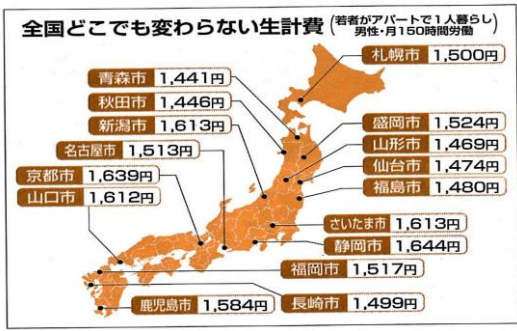 全国どこでも変わらない生計費
(若者がアパートで1人暮らし
男性・月150時間労働)
札幌市 1,500円
青森市 1,441円
秋田市 1,446円
新潟市 1,613円
名古屋市 1,513円
京都市 1,639円
山口市 1,612円
盛岡市 1,524円
山形市 1,469円
仙台市 1,474円
福島市 1,480円
さいたま市 1,613円
静岡市 1,644円
福岡市 1,517円
長崎市 1,499円
鹿児島市 1,584円